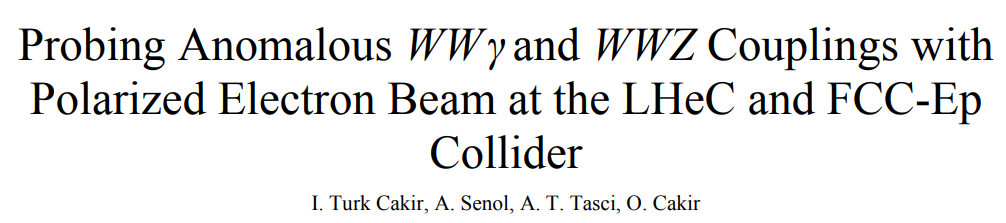 Probing Anomalous WWγ and WWZ Couplings with
Polarized Electron Beam at the LHeC and FCC-Ep
Collider
I. Turk Cakir, A. Senol, A. T. Tasci, O. Cakir